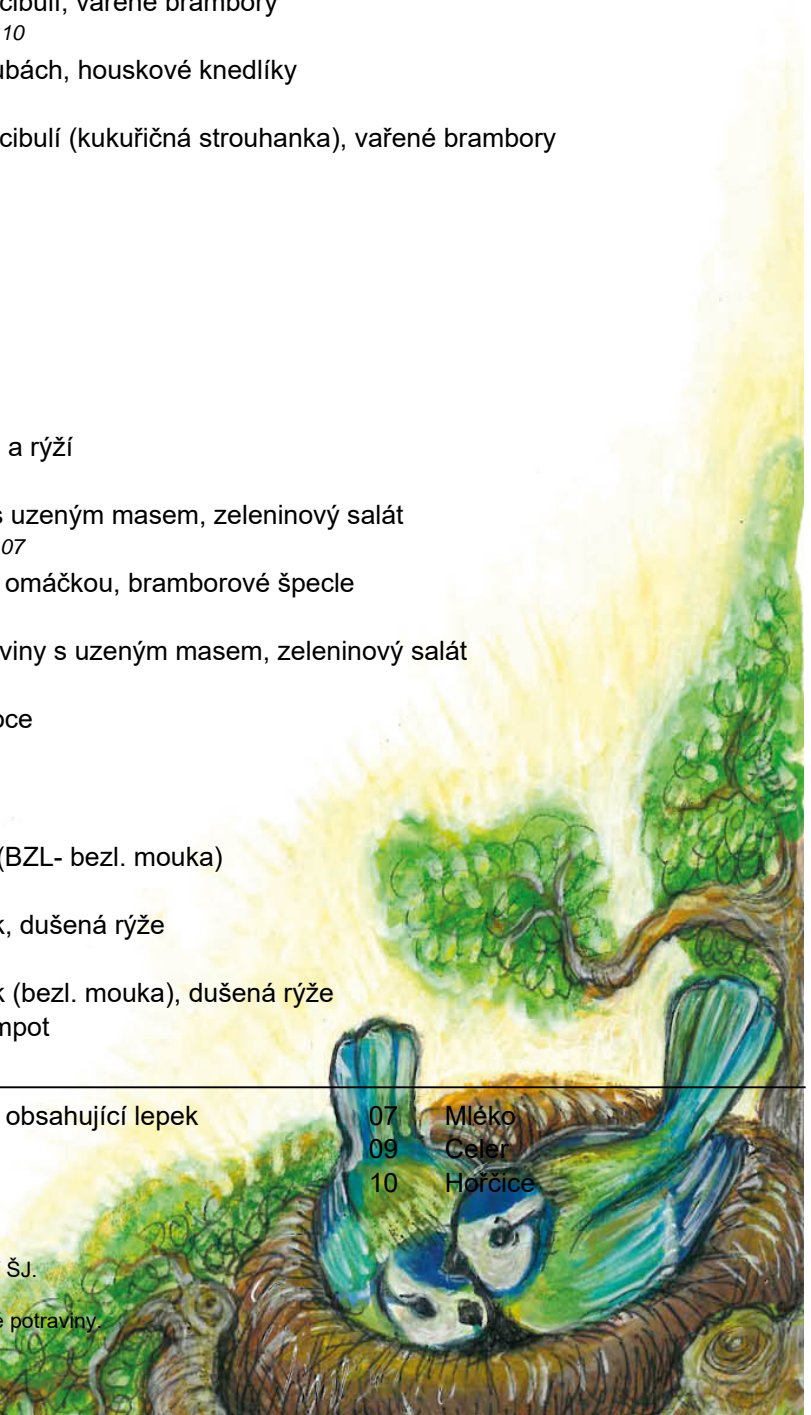 cibulí, vařené brambory
10
ubách, houskové knedlíky
cibulí (kukuřičná strouhanka), vařené brambory
a rýží
s uzeným masem, zeleninový salát
07
omáčkou, bramborové špecle
viny s uzeným masem, zeleninový salát
oce
(BZL- bezl. mouka)
k, dušená rýže
k (bezl. mouka), dušená rýže
mpot
obsahující lepek 07 Mléko
09 Celer
10 Hořčice
ŠJ.
é potraviny.